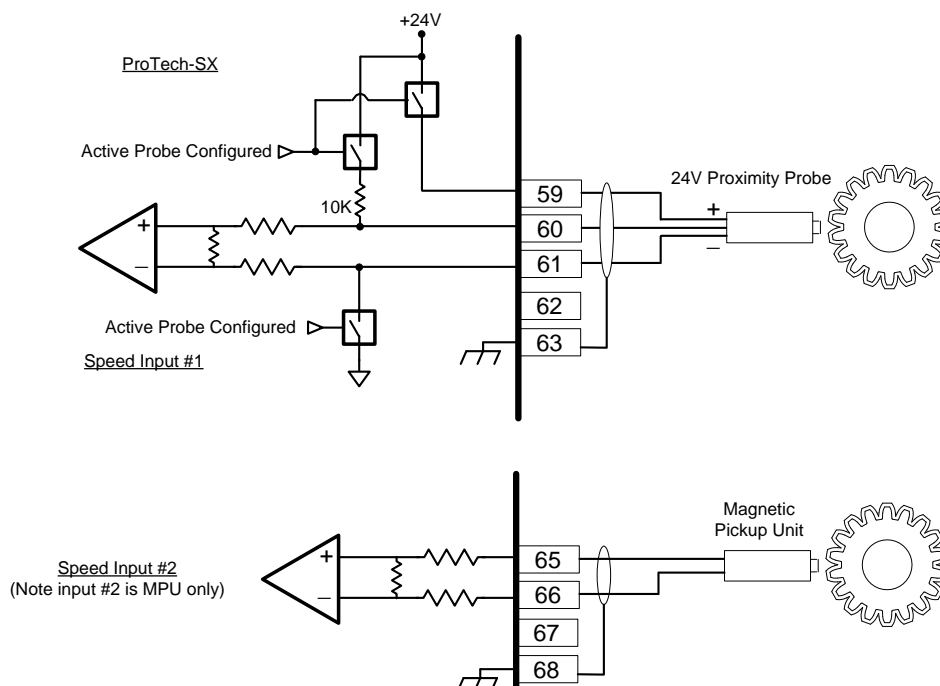 +24V
ProTech-SX
Active Probe Configured
10K
59
60
61
62
63
24V Proximity Probe
+
−
+
−
Active Probe Configured
Speed Input #1
Magnetic
Pickup Unit
65
66
67
68
+
−
Speed Input #2
(Note input #2 is MPU only)